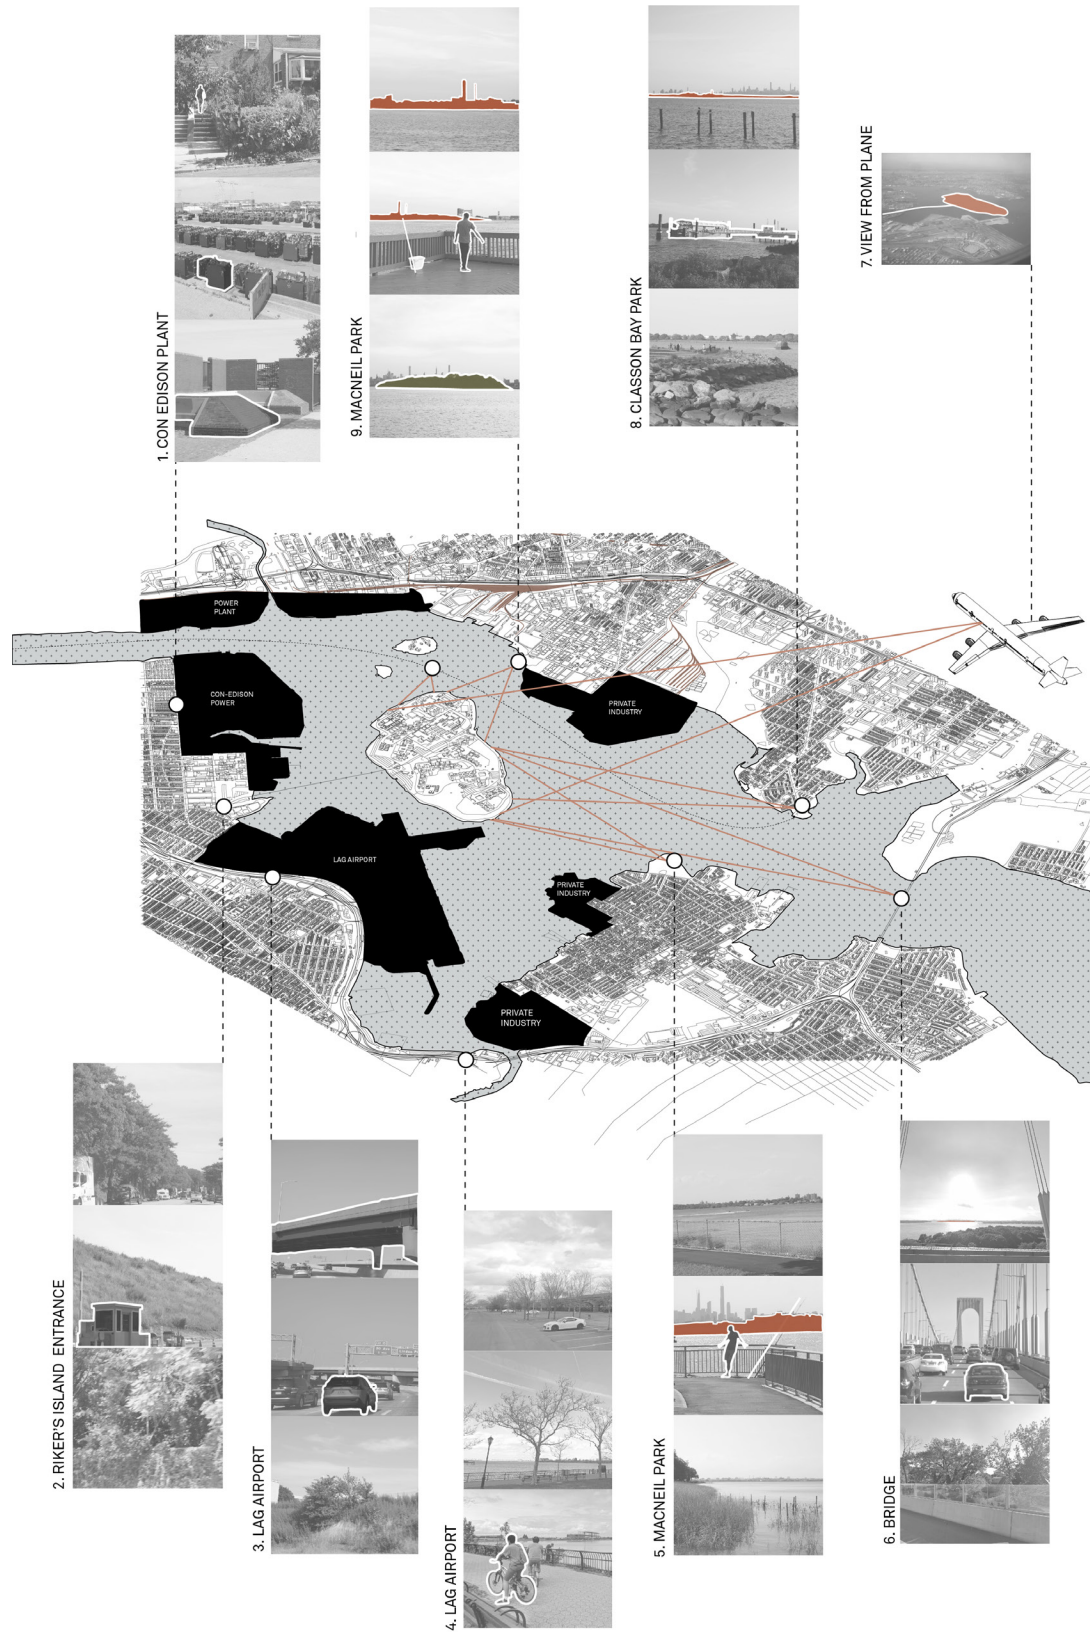 1. CON EDISON PLANT
9. MACNEIL PARK
8. CLASSON BAY PARK
7. VIEW FROM PLANE
POWER
PLANT
CON-EDISON
POWER
PRIVATE
INDUSTRY
LAG AIRPORT
PRIVATE
INDUSTRY
PRIVATE
INDUSTRY
2. RIKER'S ISLAND ENTRANCE
3. LAG AIRPORT
4. LAG AIRPORT
5. MACNEIL PARK
6. BRIDGE